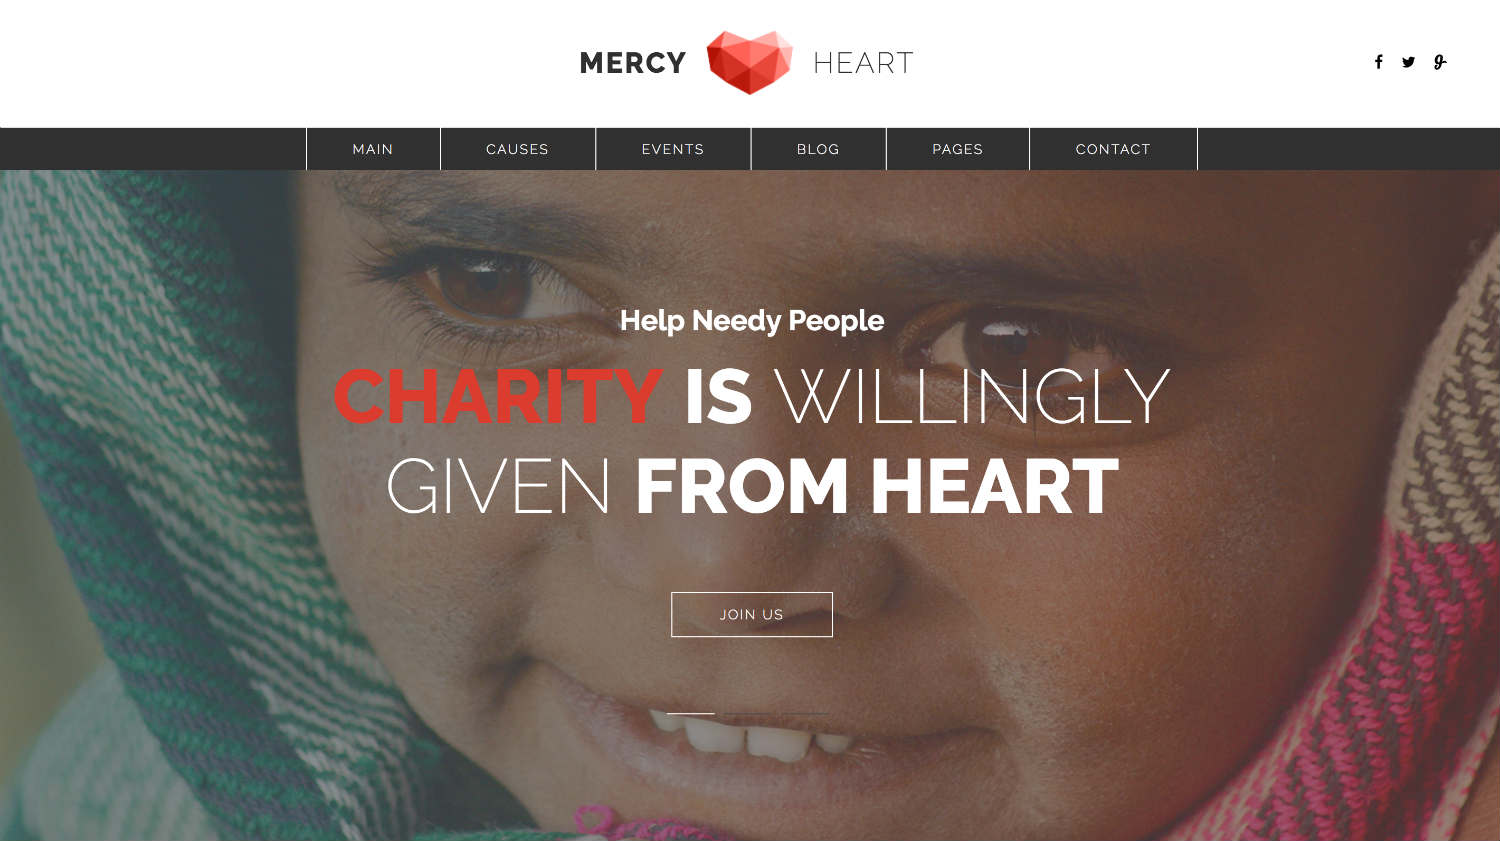 MERCY HEART
MAIN CAUSES EVENTS BLOG PAGES CONTACT
Help Needy People
CHARITY IS WILLINGLY
GIVEN FROM HEART
JOIN US